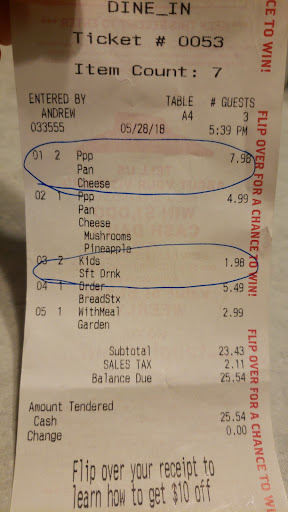 DINE_IN
Ticket # 0053
Item Count: 7
ENTERED BY TABLE # GUESTS
ANDREW A4 3
033555 05/28/18 5:39 PM
01 2 Ppp 7.98
Pan
Cheese
02 1 Ppp 4.99
Pan
Cheese
Mushrooms
Pineapple
03 2 Kids 1.98
Sft Drnk
04 1 Order 5.49
BreadStx
05 1 WithMeal 2.99
Garden
Subtotal 23.43
SALES TAX 2.11
Balance Due 25.54
Amount Tendered
Cash 25.54
Change 0.00
Flip over your receipt to
learn how to get $10 off
CE TO WIN!
FLIP OVER FOR A CHANCE TO WIN!
FLIP OVER FOR A CHANCE TO WIN!